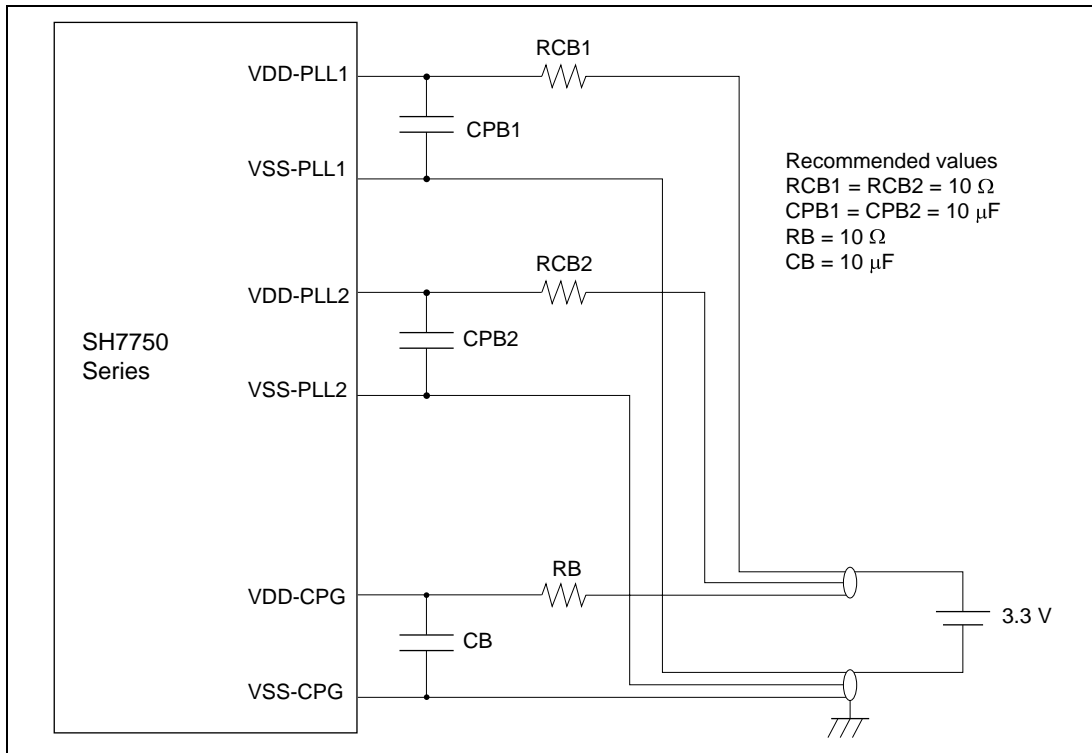 RCB1
VDD-PLL1
CPB1
VSS-PLL1
Recommended values
RCB1 = RCB2 = 10 Ω
CPB1 = CPB2 = 10 μF
RB = 10 Ω
CB = 10 μF
RCB2
VDD-PLL2
CPB2
SH7750
Series
VSS-PLL2
RB
VDD-CPG
3.3 V
CB
VSS-CPG